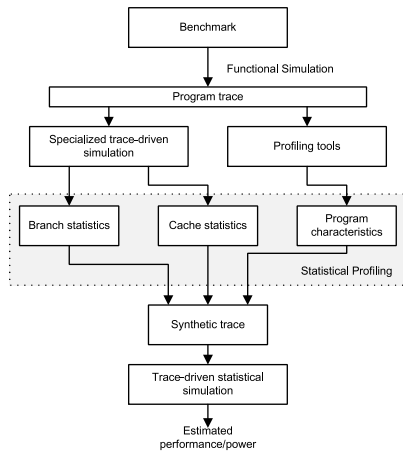 Benchmark
Functional Simulation
Program trace
Specialized trace-driven
simulation
Profiling tools
Branch statistics
Cache statistics
Program
characteristics
Statistical Profiling
Synthetic trace
Trace-driven statistical
simulation
Estimated
performance/power